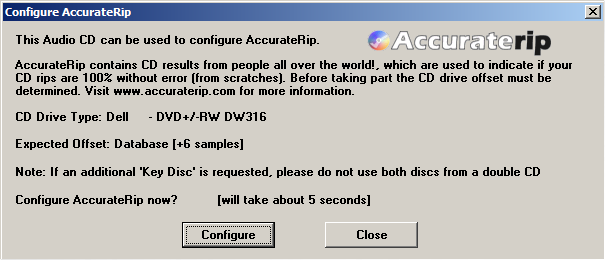 Configure AccurateRip
This Audio CD can be used to configure AccurateRip.
Accuraterip
AccurateRip contains CD results from people all over the world!, which are used to indicate if your
CD rips are 100% without error (from scratches). Before taking part the CD drive offset must be
determined. Visit www.accuraterip.com for more information.
CD Drive Type: Dell - DVD+/-RW DW316
Expected Offset: Database [+6 samples]
Note: If an additional 'Key Disc' is requested, please do not use both discs from a double CD
Configure AccurateRip now? [will take about 5 seconds]
Configure
Close